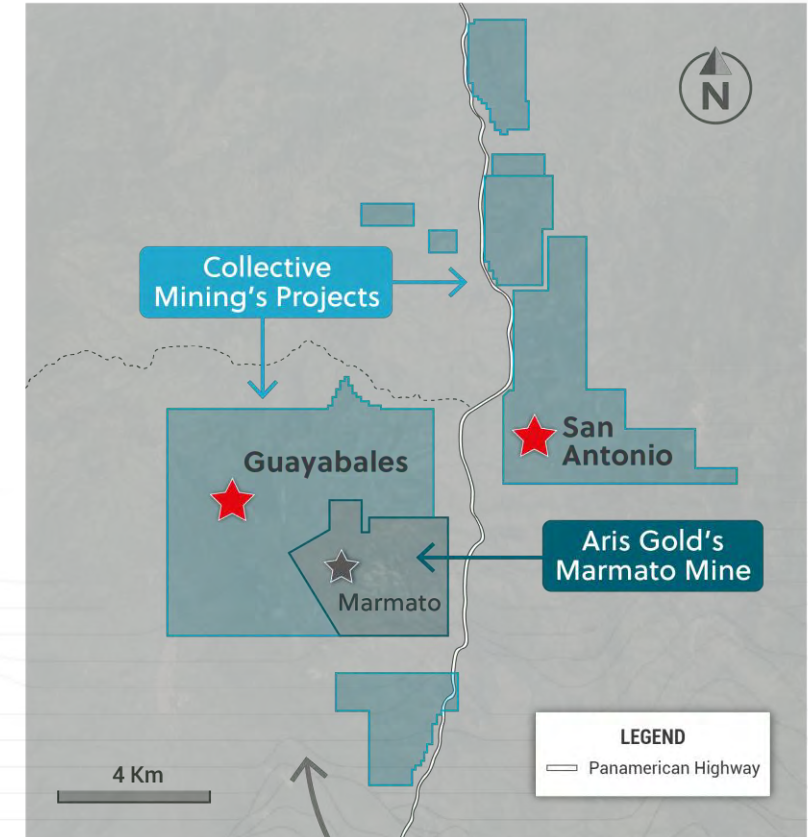 N
Collective
Mining's Projects
San
Antonio
Guayabales
Aris Gold's
Marmato Mine
Marmato
LEGEND
Panamerican Highway
4 Km